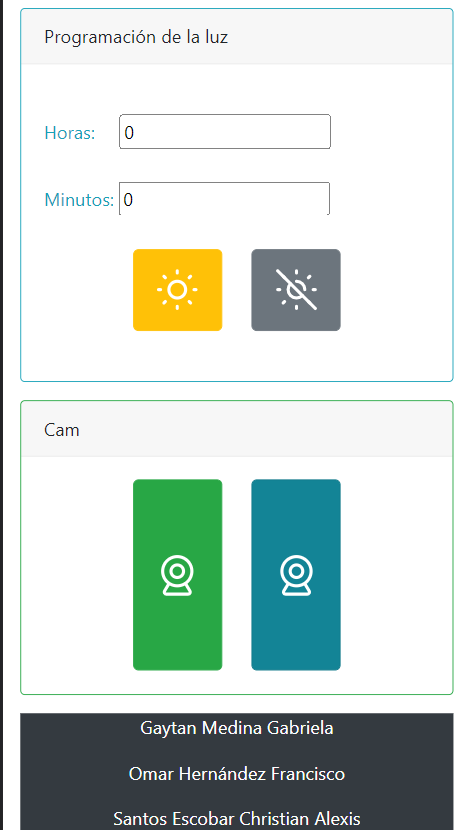 Programación de la luz
Horas: 0
Minutos: 0
Cam
Gaytan Medina Gabriela
Omar Hernández Francisco
Santos Escobar Christian Alexis